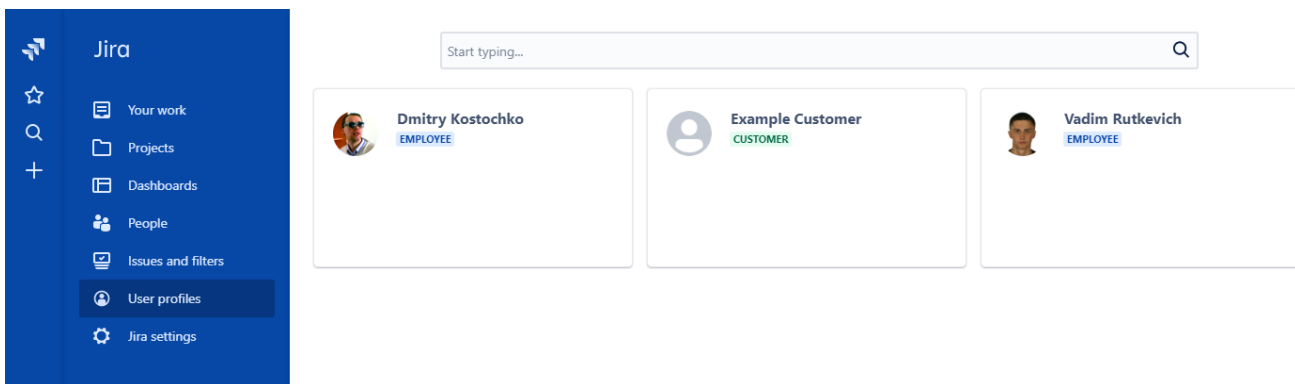 Jira
Your work
Projects
Dashboards
People
Issues and filters
User profiles
Jira settings
Start typing...
Dmitry Kostochko
EMPLOYEE
Example Customer
CUSTOMER
Vadim Rutkevich
EMPLOYEE